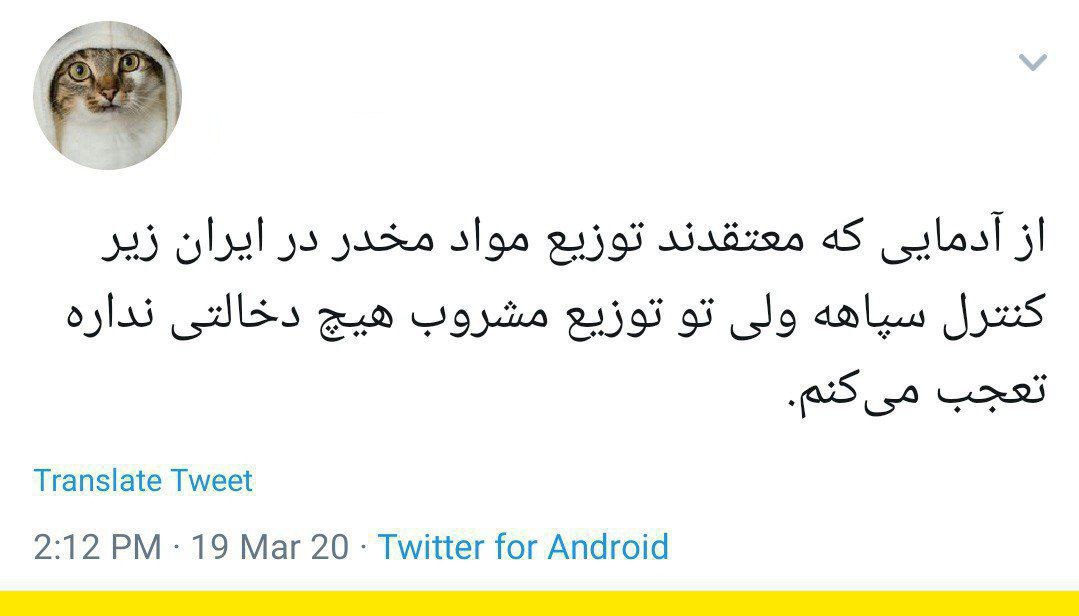 از آدمایی که معتقدند توزیع مواد مخدر در ایران زیر
کنترل سپاهه ولی تو توزیع مشروب هیچ دخالتی نداره
تعجب می‌کنم.
Translate Tweet
2:12 PM · 19 Mar 20 · Twitter for Android